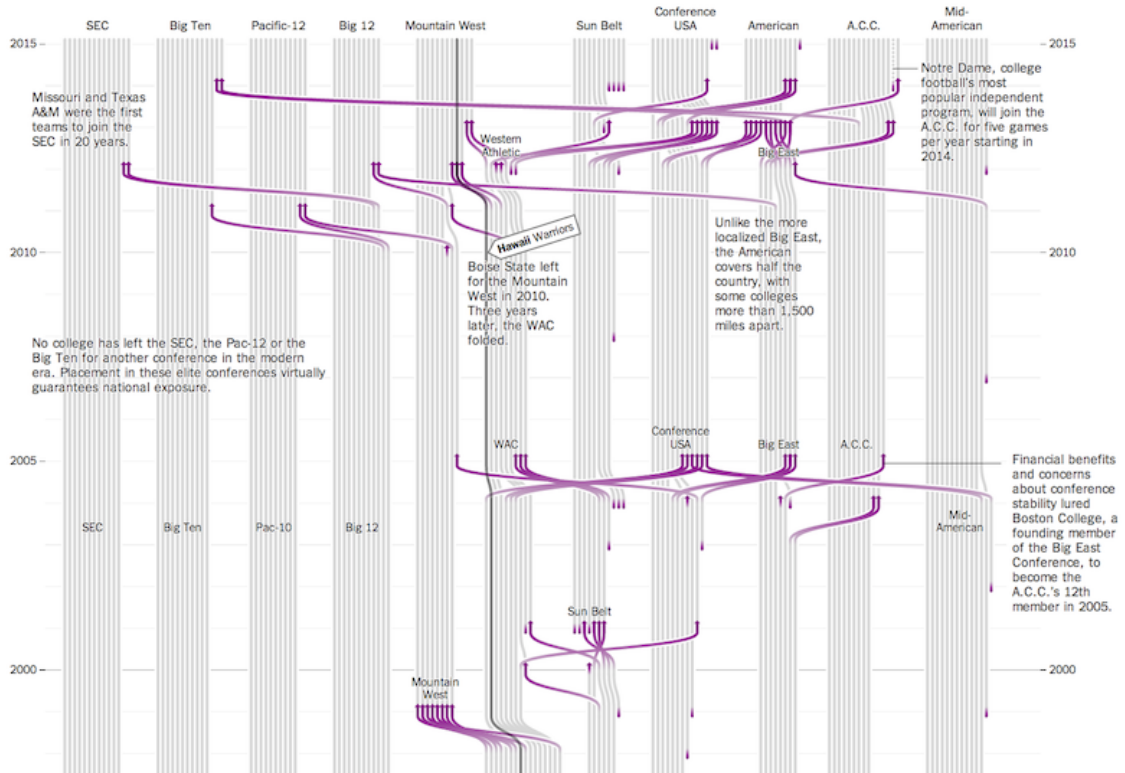 SEC
Big Ten
Pacific-12
Big 12
Mountain West
Sun Belt
Conference
USA
American
A.C.C.
Mid-
American
2015
2015
Missouri and Texas
A&M were the first
teams to join the
SEC in 20 years.
Western
Athletic
Big East
Notre Dame, college
football's most
popular independent
program, will join the
A.C.C. for five games
per year starting in
2014.
Hawaii Warriors
2010
2010
Boise State left
for the Mountain
West in 2010.
Three years
later, the WAC
folded.
Unlike the more
localized Big East,
the American
covers half the
country, with
some colleges
more than 1,500
miles apart.
No college has left the SEC, the Pac-12 or the
Big Ten for another conference in the modern
era. Placement in these elite conferences virtually
guarantees national exposure.
2005
WAC
Conference
USA
Big East
A.C.C.
Financial benefits
and concerns
about conference
stability lured
Boston College, a
founding member
of the Big East
Conference, to
become the
A.C.C.'s 12th
member in 2005.
SEC
Big Ten
Pac-10
Big 12
Mid-
American
Sun Belt
2000
2000
Mountain
West